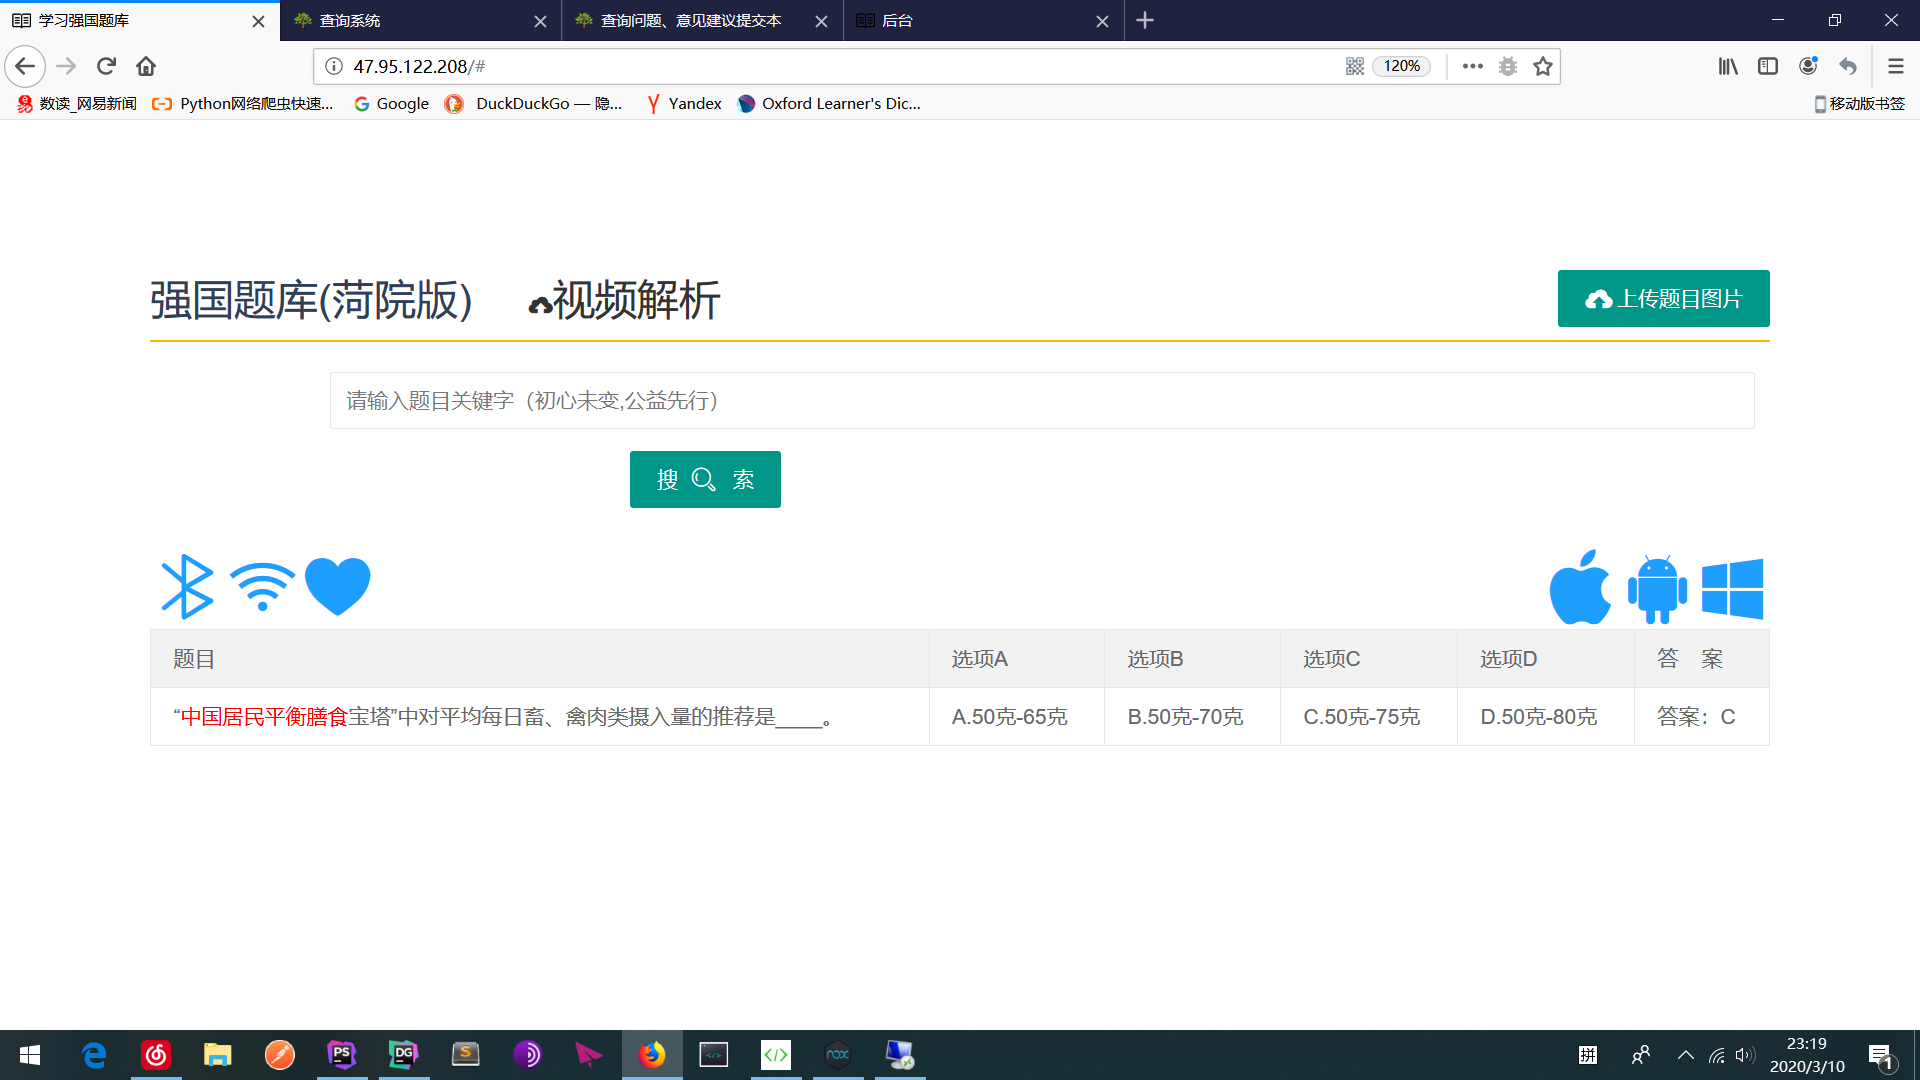 学习强国题库
查询系统
查询问题、意见建议提交本
后台
47.95.122.208/#
120%
数读_网易新闻
Python网络爬虫快速...
Google
DuckDuckGo — 隐...
Yandex
Oxford Learner's Dic...
移动版书签
强国题库(菏院版)
视频解析
上传题目图片
请输入题目关键字（初心未变,公益先行）
搜 索
题目 选项A 选项B 选项C 选项D 答 案
“中国居民平衡膳食宝塔”中对平均每日畜、禽肉类摄入量的推荐是____。 A.50克-65克 B.50克-70克 C.50克-75克 D.50克-80克 答案：C
PS
DG
S
nox
拼
23:19
2020/3/10
1